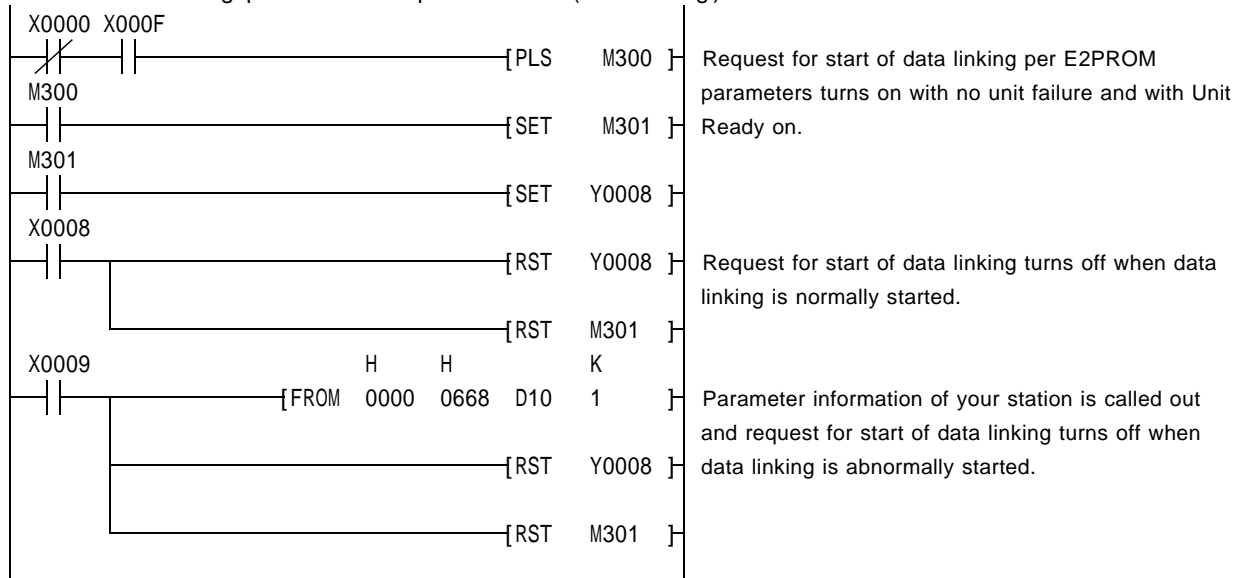 X0000 X000F
[PLS M300 ] Request for start of data linking per E2PROM
M300 parameters turns on with no unit failure and with Unit
[SET M301 ] Ready on.
M301
[SET Y0008 ]
X0008
[RST Y0008 ] Request for start of data linking turns off when data
linking is normally started.
[RST M301 ]
X0009 H H K
[FROM 0000 0668 D10 1 ] Parameter information of your station is called out
and request for start of data linking turns off when
[RST Y0008 ] data linking is abnormally started.
[RST M301 ]